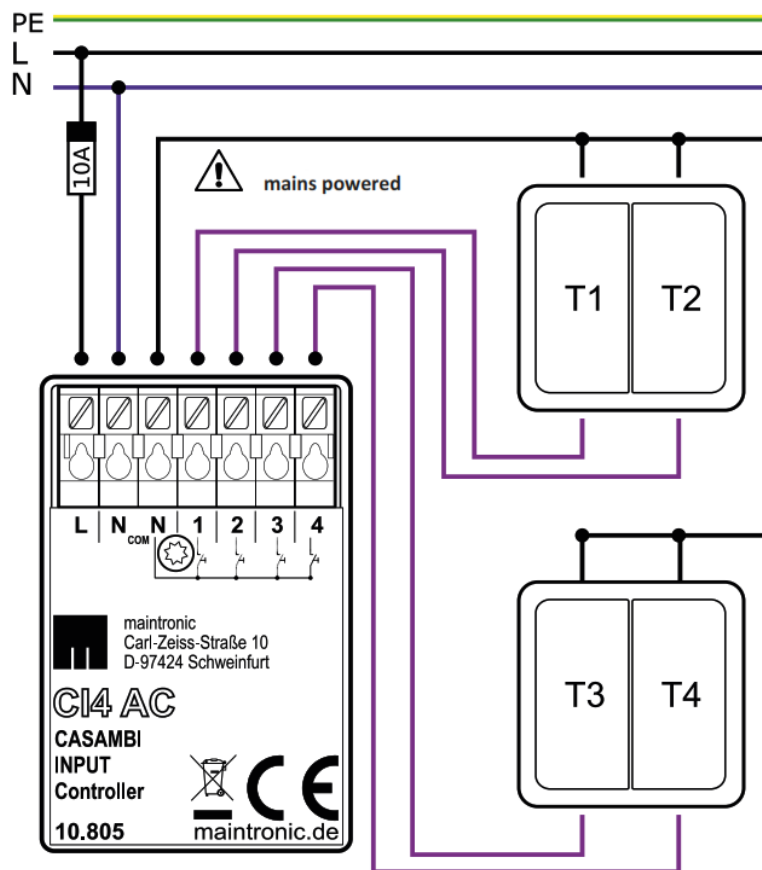 PE
L
N
10A
mains powered
T1 T2
L N N 1 2 3 4
COM
maintronic
Carl-Zeiss-Straße 10
D-97424 Schweinfurt
CI4 AC
CASAMBI
INPUT
Controller
10.805
CE
maintronic.de
T3 T4